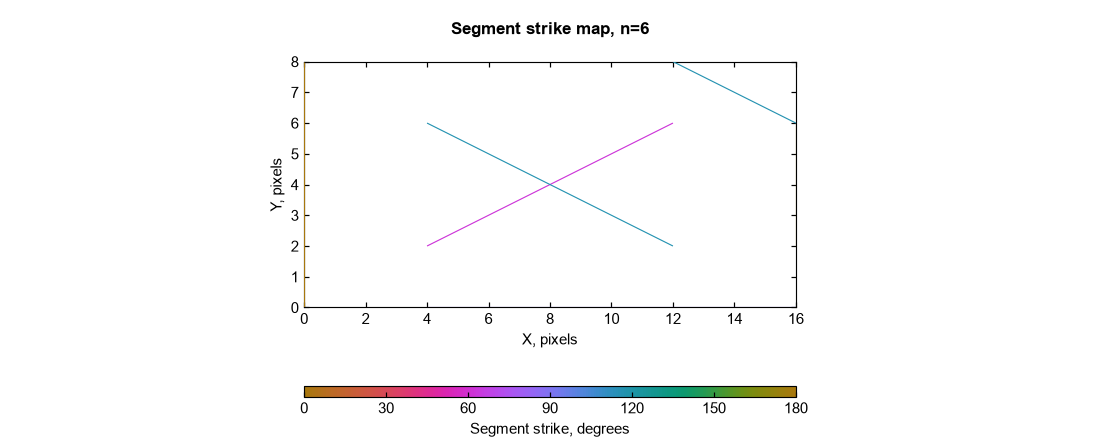 Segment strike map, n=6
8
7
6
5
4
3
2
1
0
Y, pixels
0 2 4 6 8 10 12 14 16
X, pixels
0 30 60 90 120 150 180
Segment strike, degrees